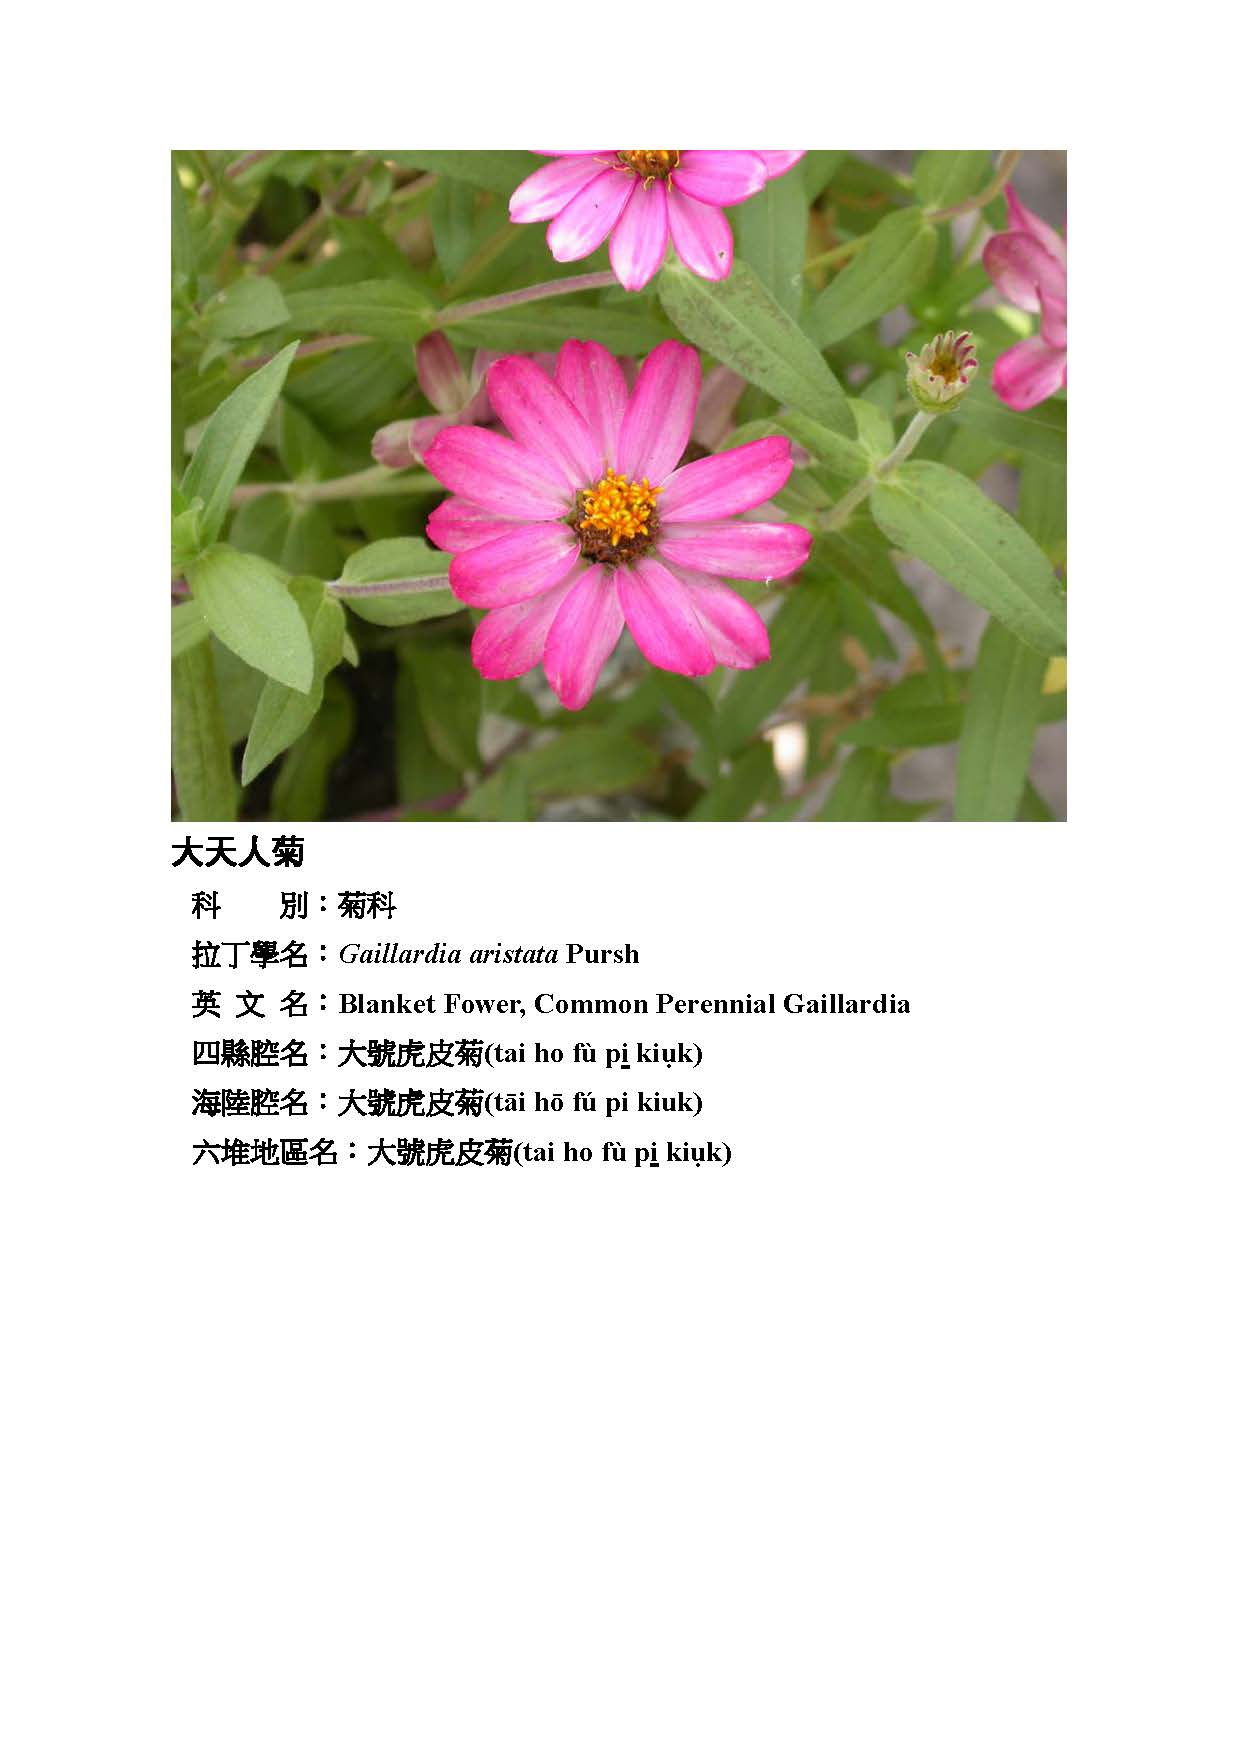 大天人菊
科　　別：菊科
拉丁學名：Gaillardia aristata Pursh
英 文 名：Blanket Fower, Common Perennial Gaillardia
四縣腔名：大號虎皮菊(tai ho fù pi̱ kiụk)
海陸腔名：大號虎皮菊(tāi hō fú pi kiuk)
六堆地區名：大號虎皮菊(tai ho fù pi̱ kiụk)